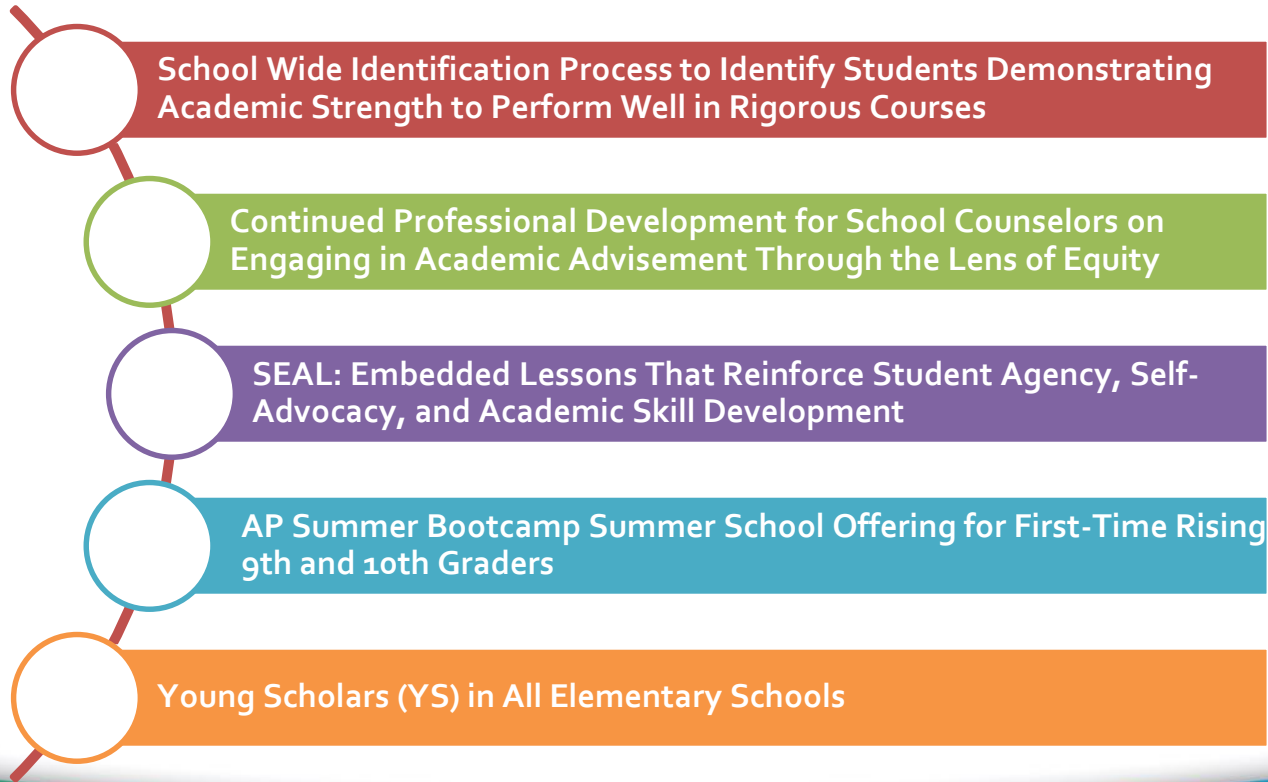 School Wide Identification Process to Identify Students Demonstrating
Academic Strength to Perform Well in Rigorous Courses
Continued Professional Development for School Counselors on
Engaging in Academic Advisement Through the Lens of Equity
SEAL: Embedded Lessons That Reinforce Student Agency, Self-
Advocacy, and Academic Skill Development
AP Summer Bootcamp Summer School Offering for First-Time Rising
9th and 10th Graders
Young Scholars (YS) in All Elementary Schools